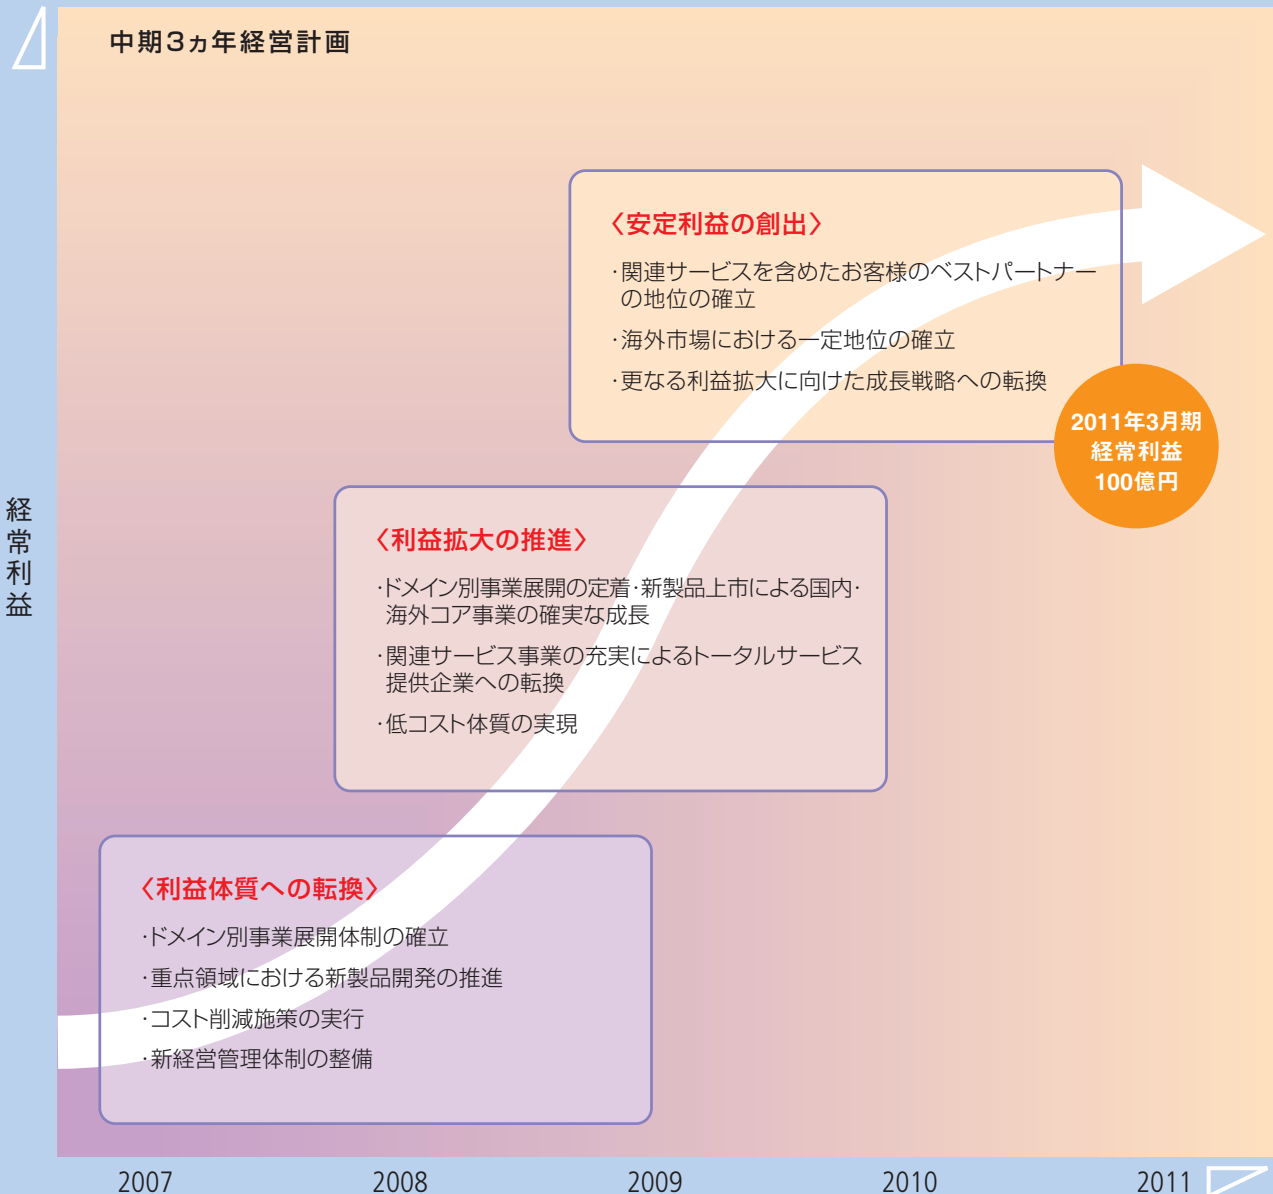 中期3ヵ年経営計画
〈安定利益の創出〉
・関連サービスを含めたお客様のベストパートナー
の地位の確立
・海外市場における一定地位の確立
・更なる利益拡大に向けた成長戦略への転換
2011年3月期
経常利益
100億円
経常利益
〈利益拡大の推進〉
・ドメイン別事業展開の定着・新製品上市による国内・
海外コア事業の確実な成長
・関連サービス事業の充実によるトータルサービス
提供企業への転換
・低コスト体質の実現
〈利益体質への転換〉
・ドメイン別事業展開体制の確立
・重点領域における新製品開発の推進
・コスト削減施策の実行
・新経営管理体制の整備
2007 2008 2009 2010 2011